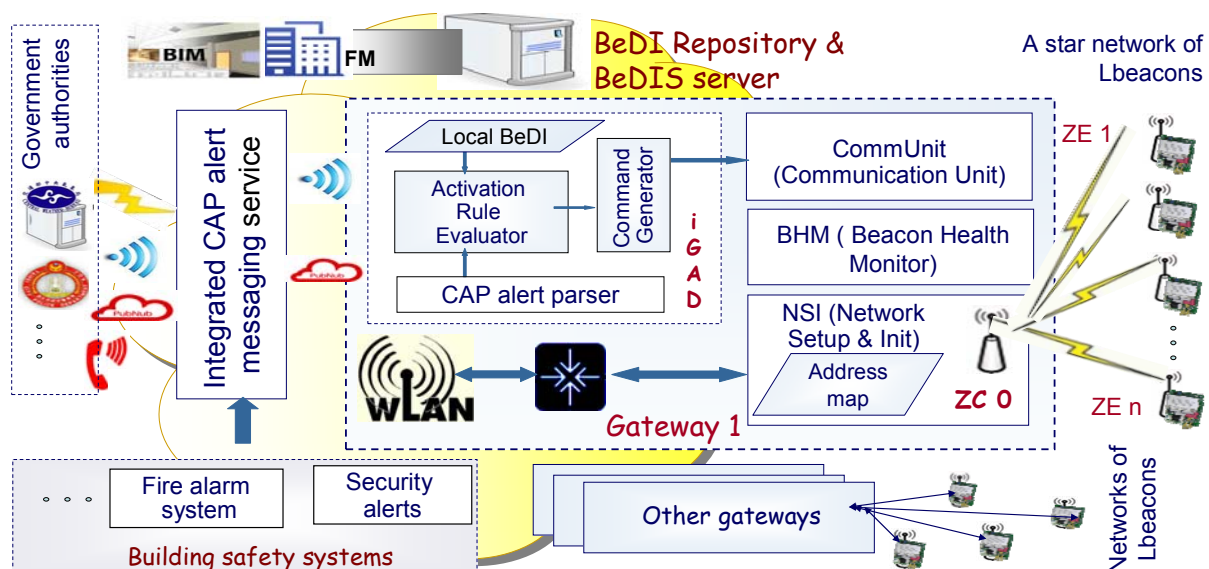 BIM
FM
BeDI Repository &
BeDIS server
A star network of
Lbeacons
Government
authorities
PubNub
Integrated CAP alert
messaging service
PubNub
Local BeDI
Activation
Rule
Evaluator
Command
Generator
CAP alert parser
i
G
A
D
CommUnit
(Communication Unit)
BHM ( Beacon Health
Monitor)
NSI (Network
Setup & Init)
Address
map
ZC 0
WLAN
Gateway 1
ZE 1
ZE n
Fire alarm
system
Security
alerts
Building safety systems
Other gateways
Networks of
Lbeacons